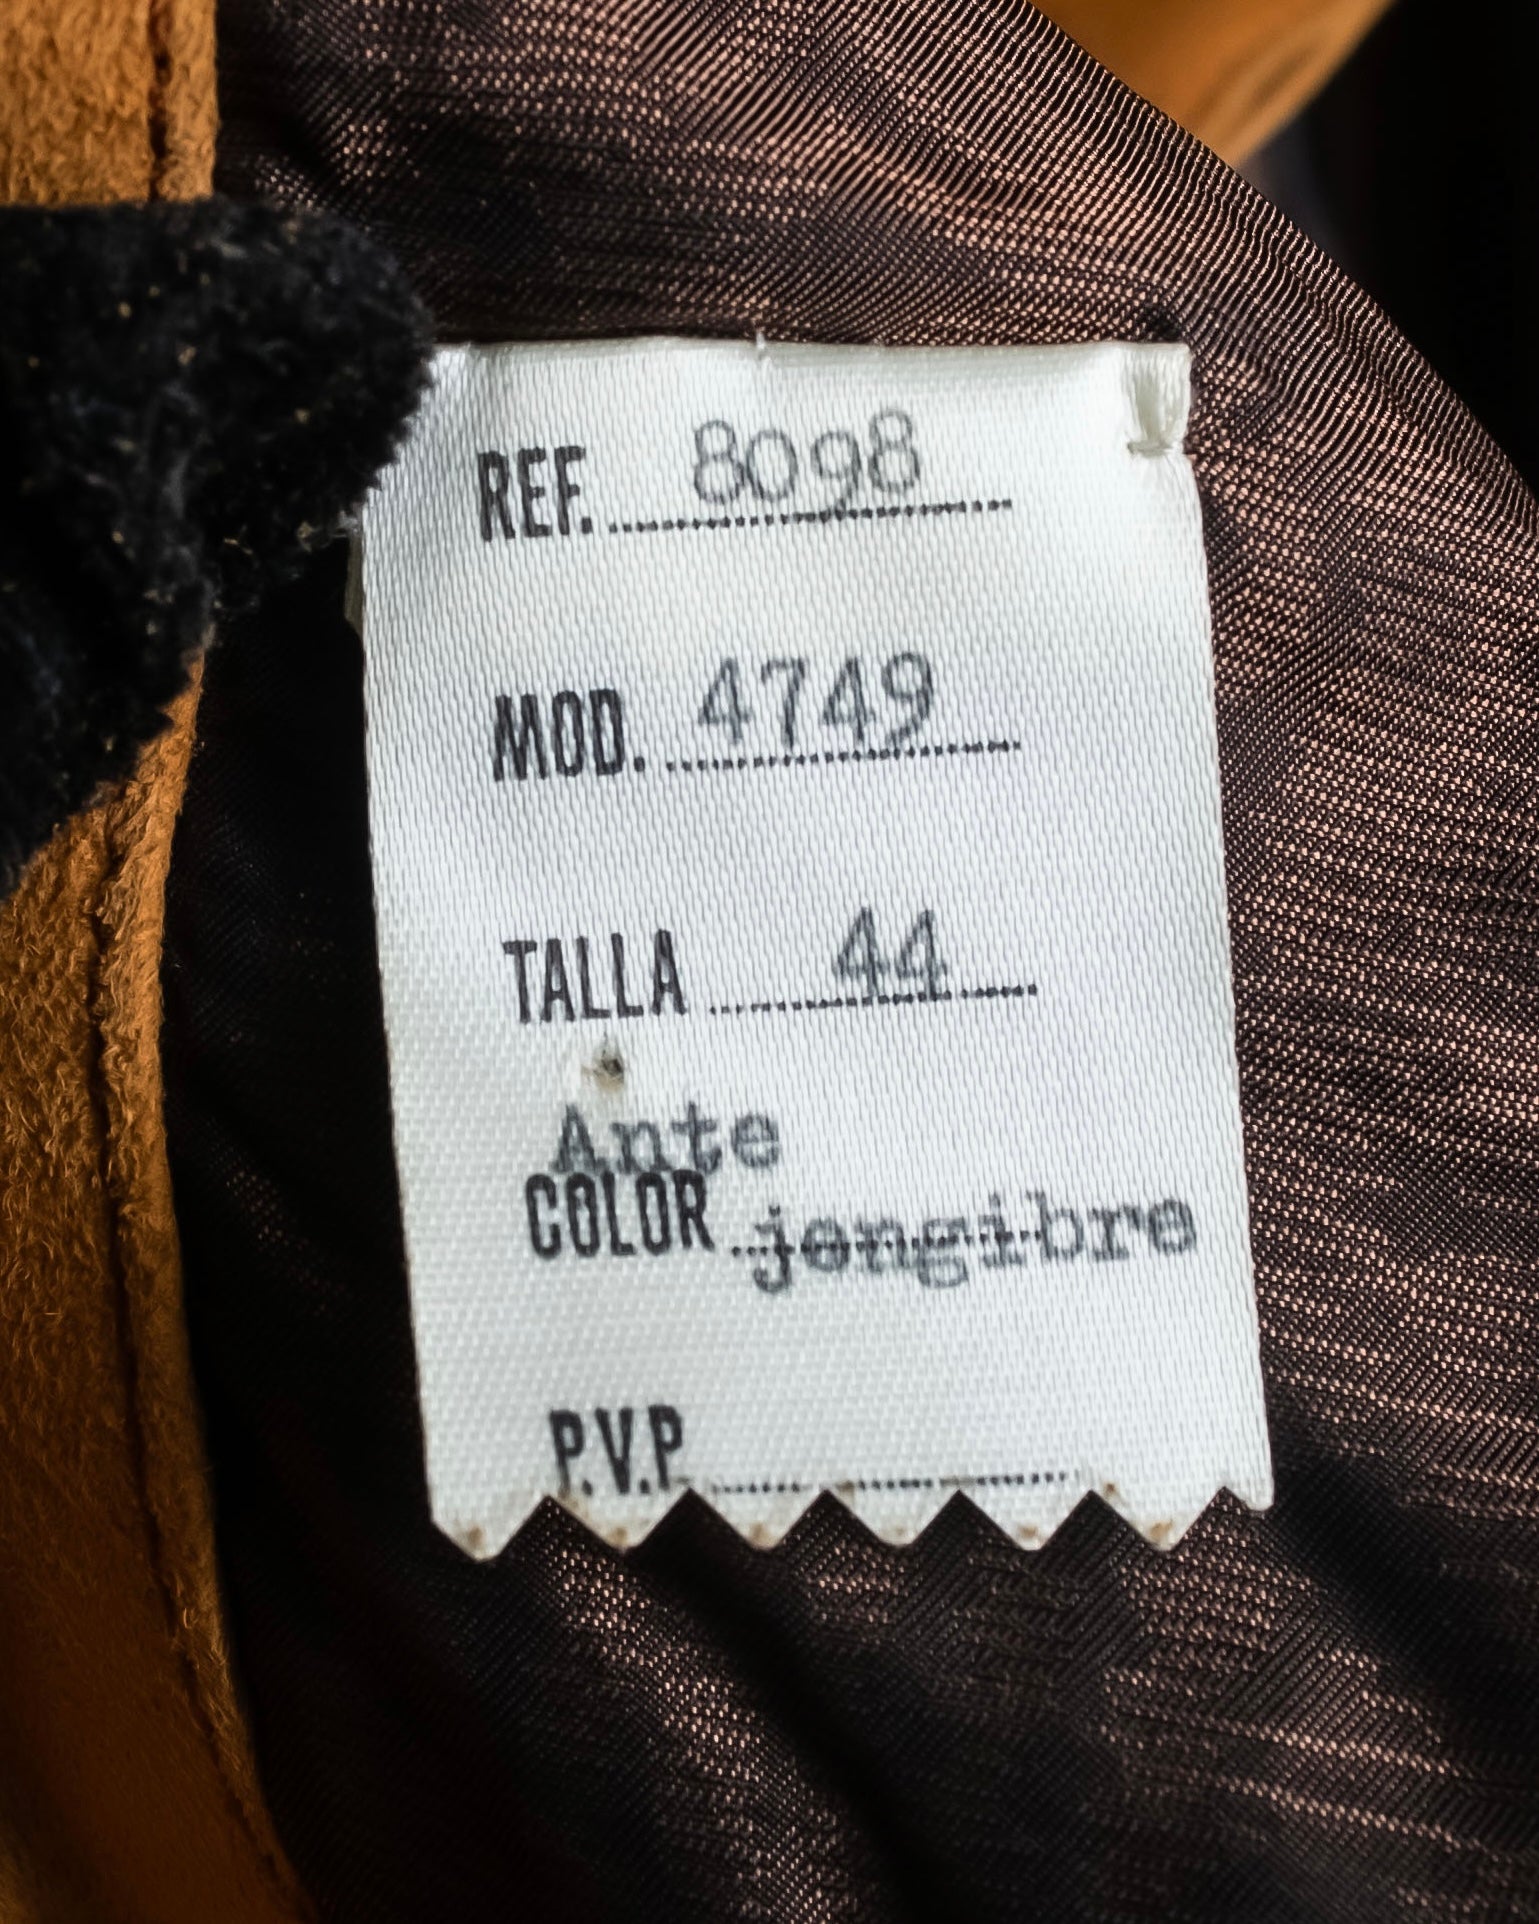 REF. 8098
MOD. 4749
TALLA 44
Ante
COLOR jengibre
P.V.P.